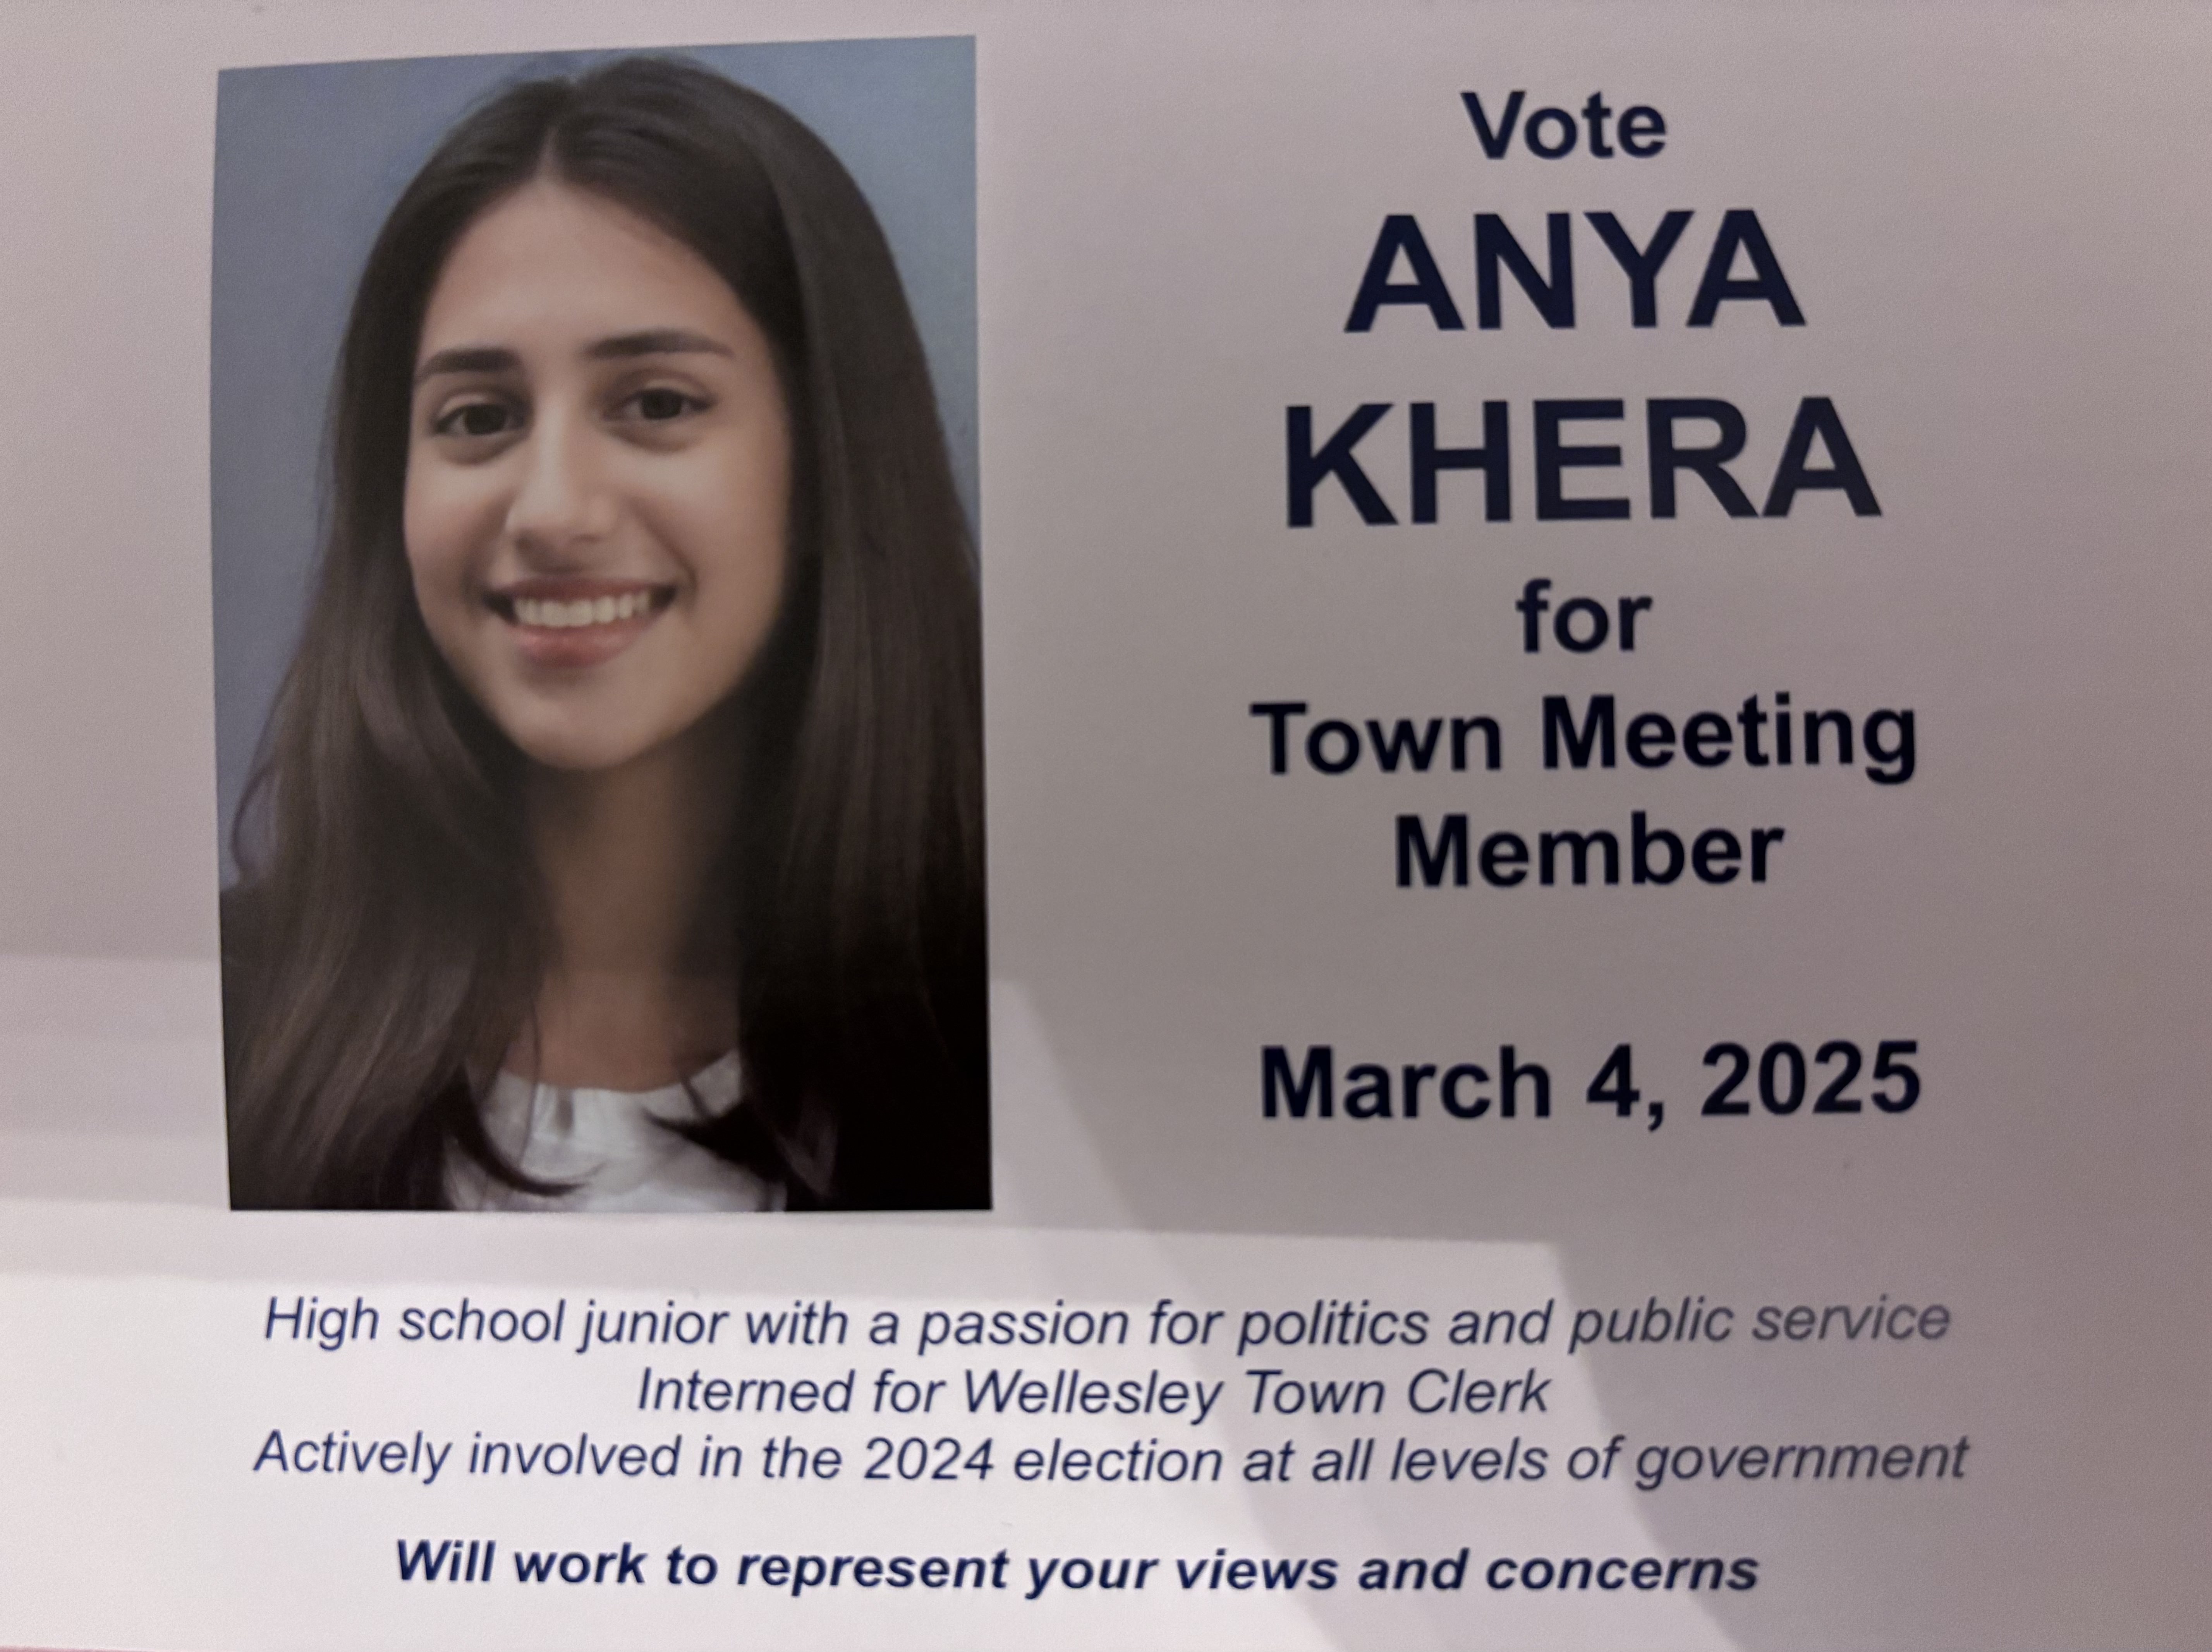 Vote
ANYA
KHERA
for
Town Meeting
Member
March 4, 2025
High school junior with a passion for politics and public service
Interned for Wellesley Town Clerk
Actively involved in the 2024 election at all levels of government
Will work to represent your views and concerns